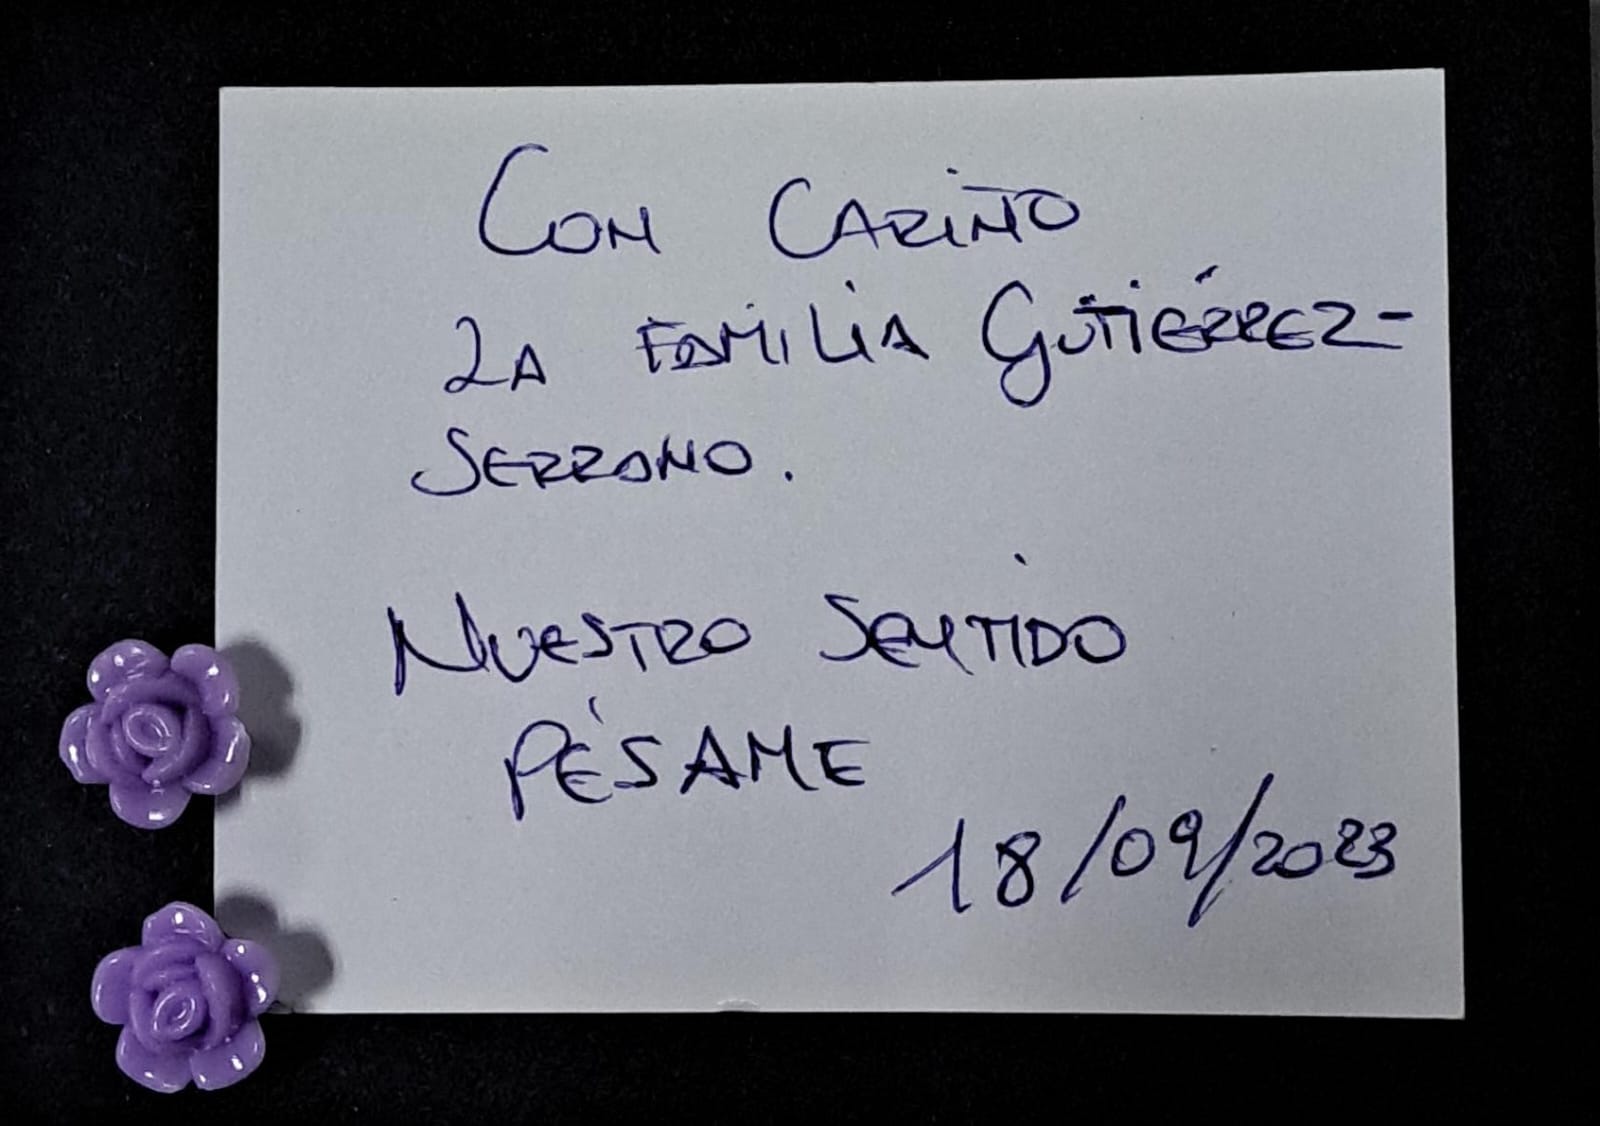 CON CARIÑO
LA FAMILIA GUTIÉRREZ-
SERRANO.
NUESTRO SENTIDO
PÉSAME
18/09/2023